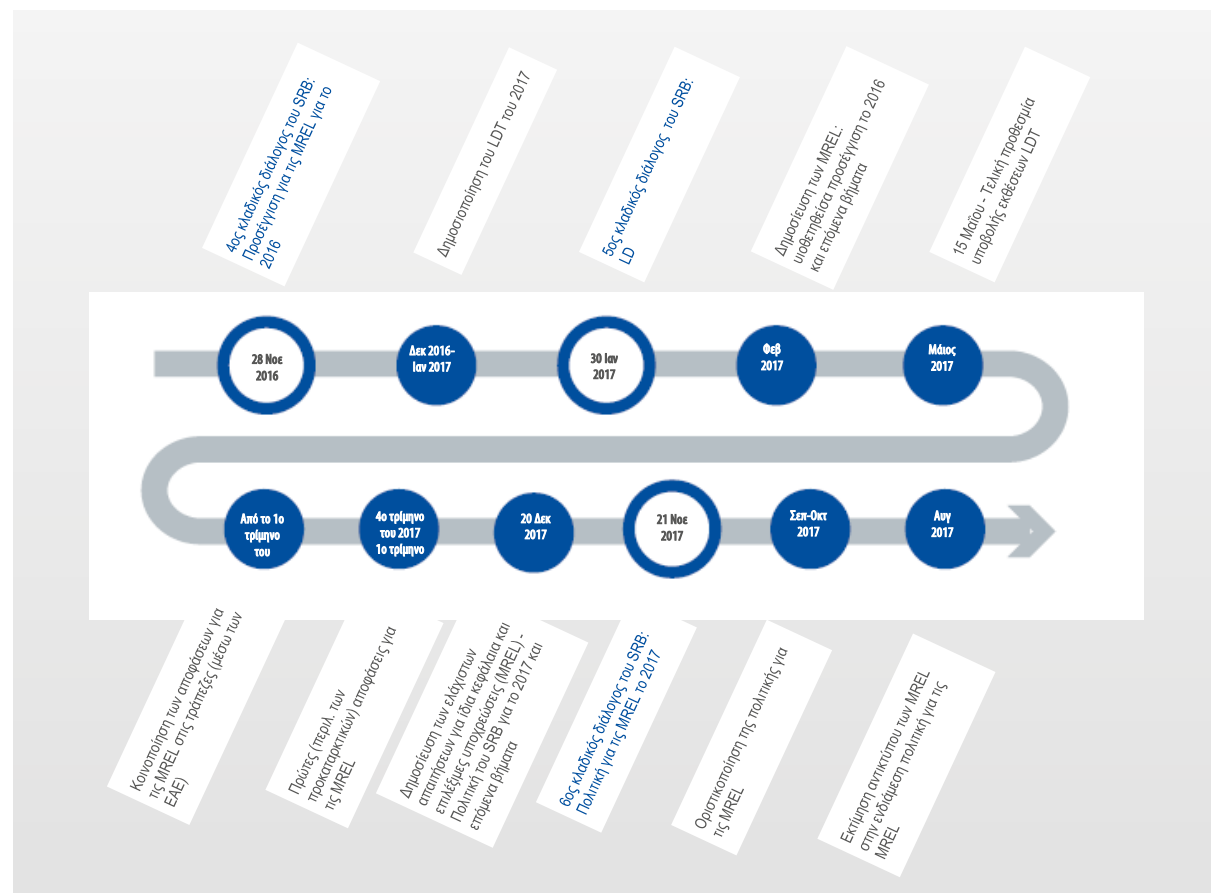 4ος κλαδικός διάλογος του SRB:
Προσέγγιση για τις MREL για το
2016
Δημοσιοποίηση του LDT του 2017
5ος κλαδικός διάλογος του SRB:
LD
Δημοσίευση των MREL:
υιοθετηθείσα προσέγγιση το 2016
και επόμενα βήματα
15 Μαΐου - Τελική προθεσμία
υποβολής εκθέσεων LDT
28 Νοε
2016
Δεκ 2016–
Ιαν 2017
30 Ιαν
2017
Φεβ
2017
Μάιος
2017
Από το 1ο
τρίμηνο
του
4ο τρίμηνο
του 2017
1ο τρίμηνο
20 Δεκ
2017
21 Νοε
2017
Σεπ-Οκτ
2017
Αυγ
2017
Κοινοποίηση των αποφάσεων για
τις MREL στις τράπεζες (μέσω των
ΕΑΕ)
Πρώτες (περιλ. των
προκαταρκτικών) αποφάσεις για
τις MREL
Δημοσίευση των ελάχιστων
απαιτήσεων για ίδια κεφάλαια και
επιλέξιμες υποχρεώσεις (MREL) -
Πολιτική του SRB για το 2017 και
επόμενα βήματα
6ος κλαδικός διάλογος του SRB:
Πολιτική για τις MREL το 2017
Οριστικοποίηση της πολιτικής για
τις MREL
Εκτίμηση αντικτύπου των MREL
στην ενδιάμεση πολιτική για τις
MREL